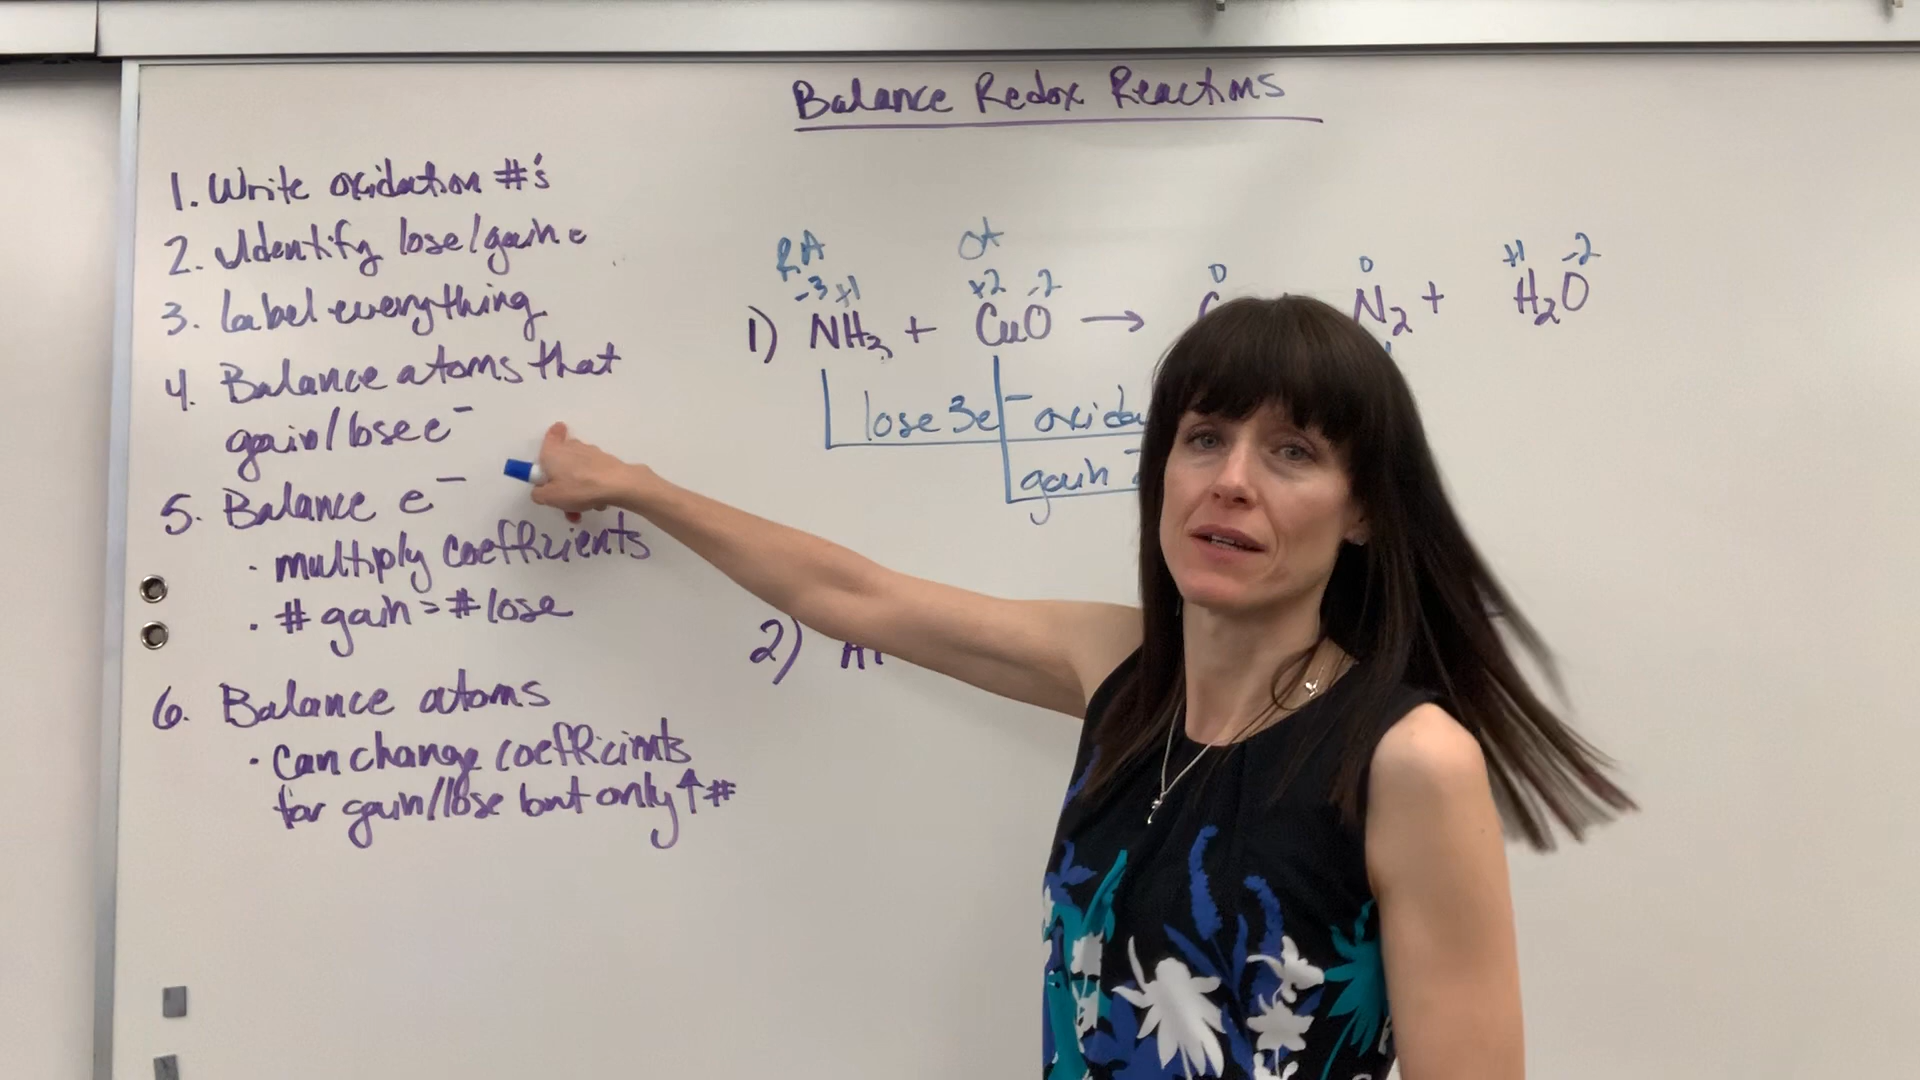 Balance Redox Reactions
1. Write oxidation #'s
2. Identify lose/gain e
3. Label everything
4. Balance atoms that
gain/lose e⁻
5. Balance e⁻
· multiply coefficients
· # gain = # lose
6. Balance atoms
· Can change coefficients
for gain/lose but only ↑ #
RA OA
-3 +1 +2 -2 0 0 +1 -2
1) NH₃ + CuO → N₂ + H₂O
lose 3e⁻ oxida
gain
2)